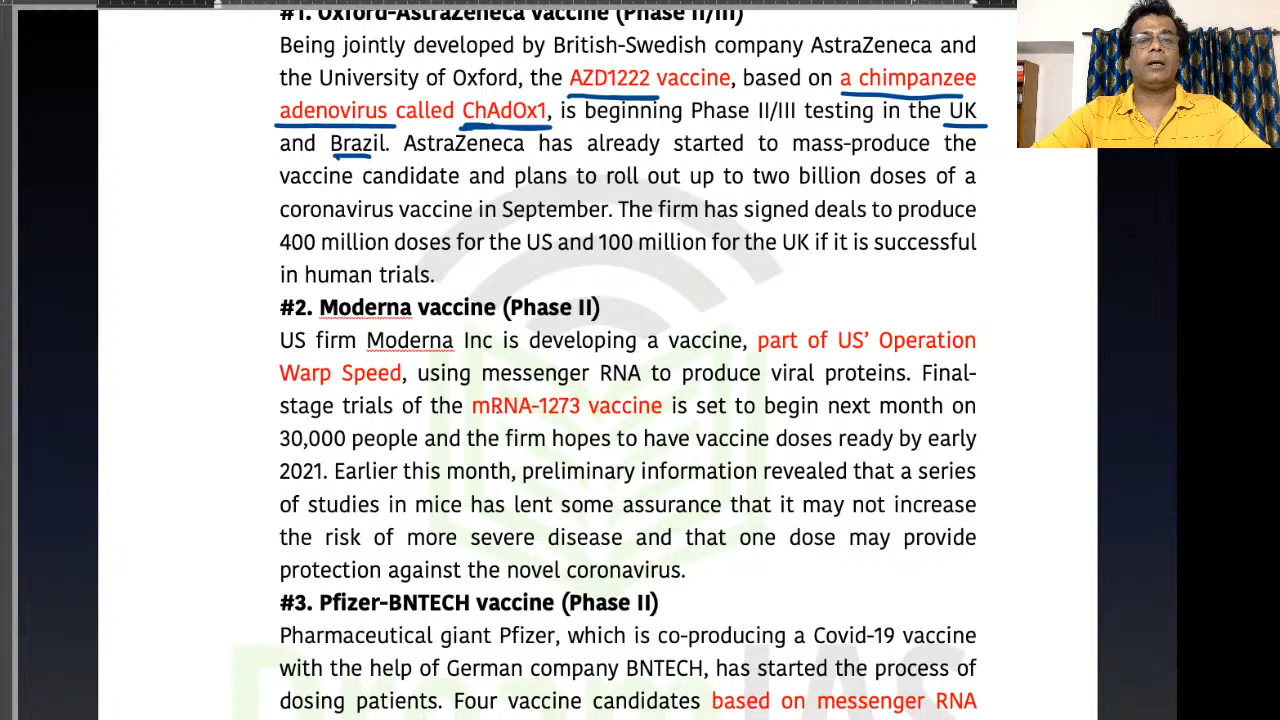 #1. Oxford-AstraZeneca vaccine (Phase II/III)
Being jointly developed by British-Swedish company AstraZeneca and
the University of Oxford, the AZD1222 vaccine, based on a chimpanzee
adenovirus called ChAdOx1, is beginning Phase II/III testing in the UK
and Brazil. AstraZeneca has already started to mass-produce the
vaccine candidate and plans to roll out up to two billion doses of a
coronavirus vaccine in September. The firm has signed deals to produce
400 million doses for the US and 100 million for the UK if it is successful
in human trials.
#2. Moderna vaccine (Phase II)
US firm Moderna Inc is developing a vaccine, part of US’ Operation
Warp Speed, using messenger RNA to produce viral proteins. Final-
stage trials of the mRNA-1273 vaccine is set to begin next month on
30,000 people and the firm hopes to have vaccine doses ready by early
2021. Earlier this month, preliminary information revealed that a series
of studies in mice has lent some assurance that it may not increase
the risk of more severe disease and that one dose may provide
protection against the novel coronavirus.
#3. Pfizer-BNTECH vaccine (Phase II)
Pharmaceutical giant Pfizer, which is co-producing a Covid-19 vaccine
with the help of German company BNTECH, has started the process of
dosing patients. Four vaccine candidates based on messenger RNA